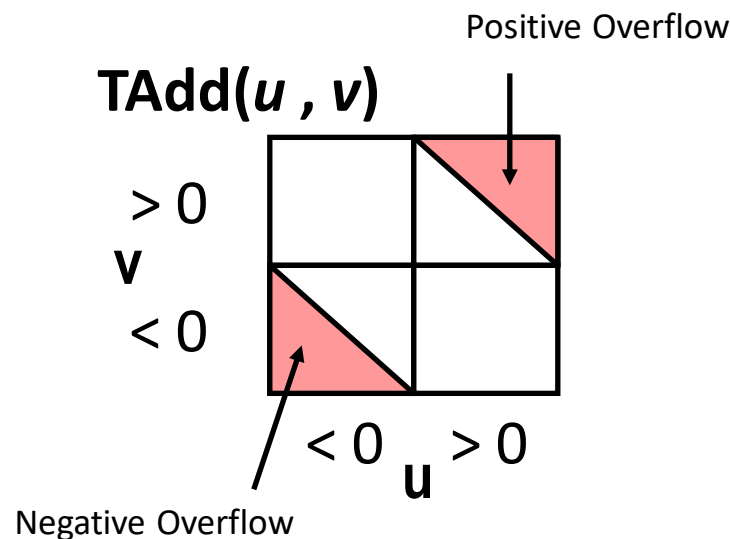 Positive Overflow
TAdd(u , v)
> 0
v
< 0
< 0 > 0
u
Negative Overflow